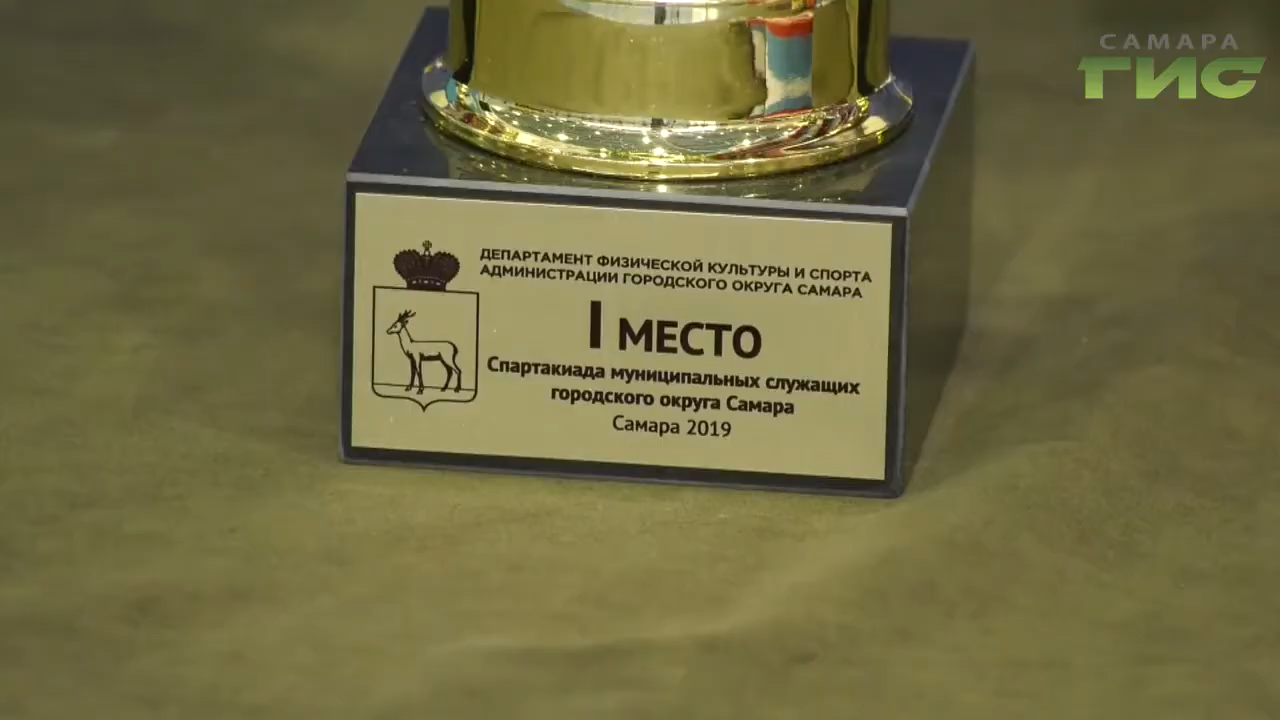 САМАРА
ГИС
ДЕПАРТАМЕНТ ФИЗИЧЕСКОЙ КУЛЬТУРЫ И СПОРТА
АДМИНИСТРАЦИИ ГОРОДСКОГО ОКРУГА САМАРА
I МЕСТО
Спартакиада муниципальных служащих
городского округа Самара
Самара 2019